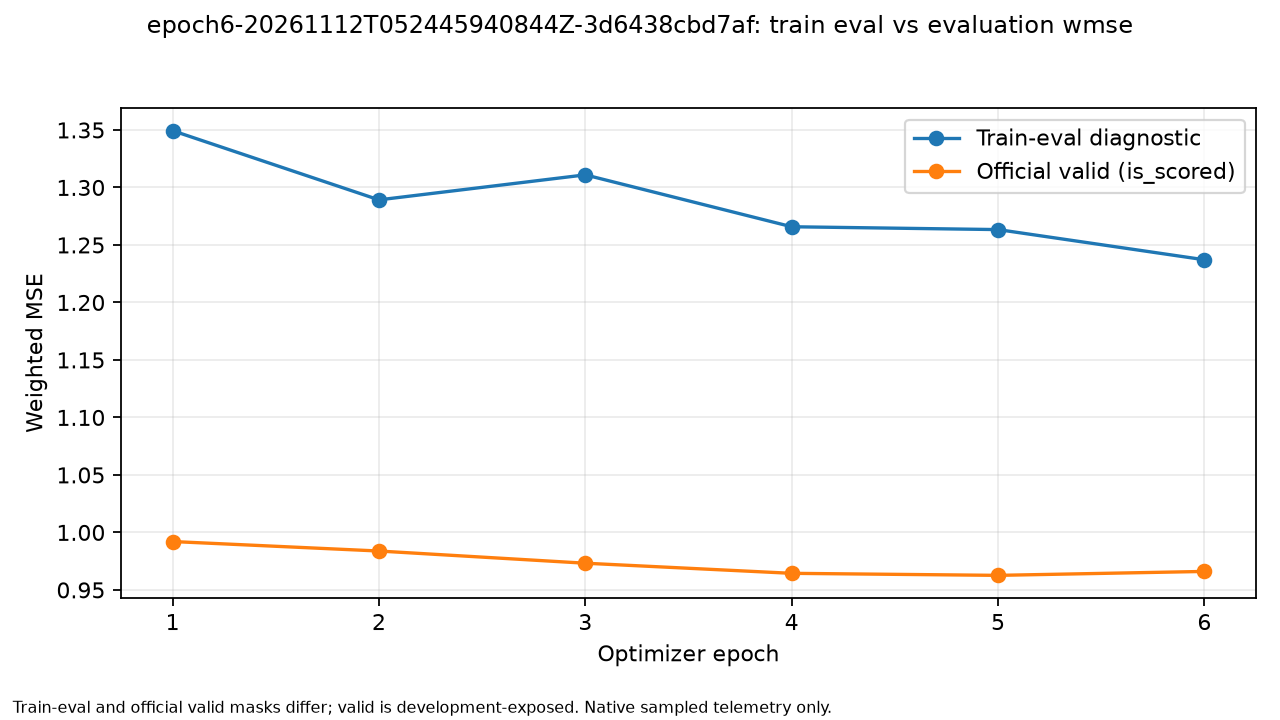 epoch6-20261112T052445940844Z-3d6438cbd7af: train eval vs evaluation wmse
Train-eval diagnostic
Official valid (is_scored)
Weighted MSE
1.35
1.30
1.25
1.20
1.15
1.10
1.05
1.00
0.95
1 2 3 4 5 6
Optimizer epoch
Train-eval and official valid masks differ; valid is development-exposed. Native sampled telemetry only.